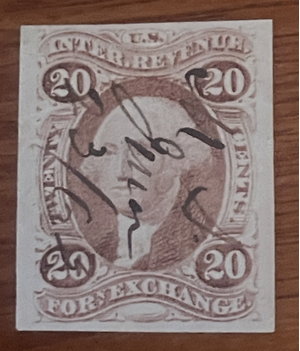 U.S.
INTER. REVENUE.
20 20
TWENTY CENTS.
20 20
FOR. EXCHANGE.